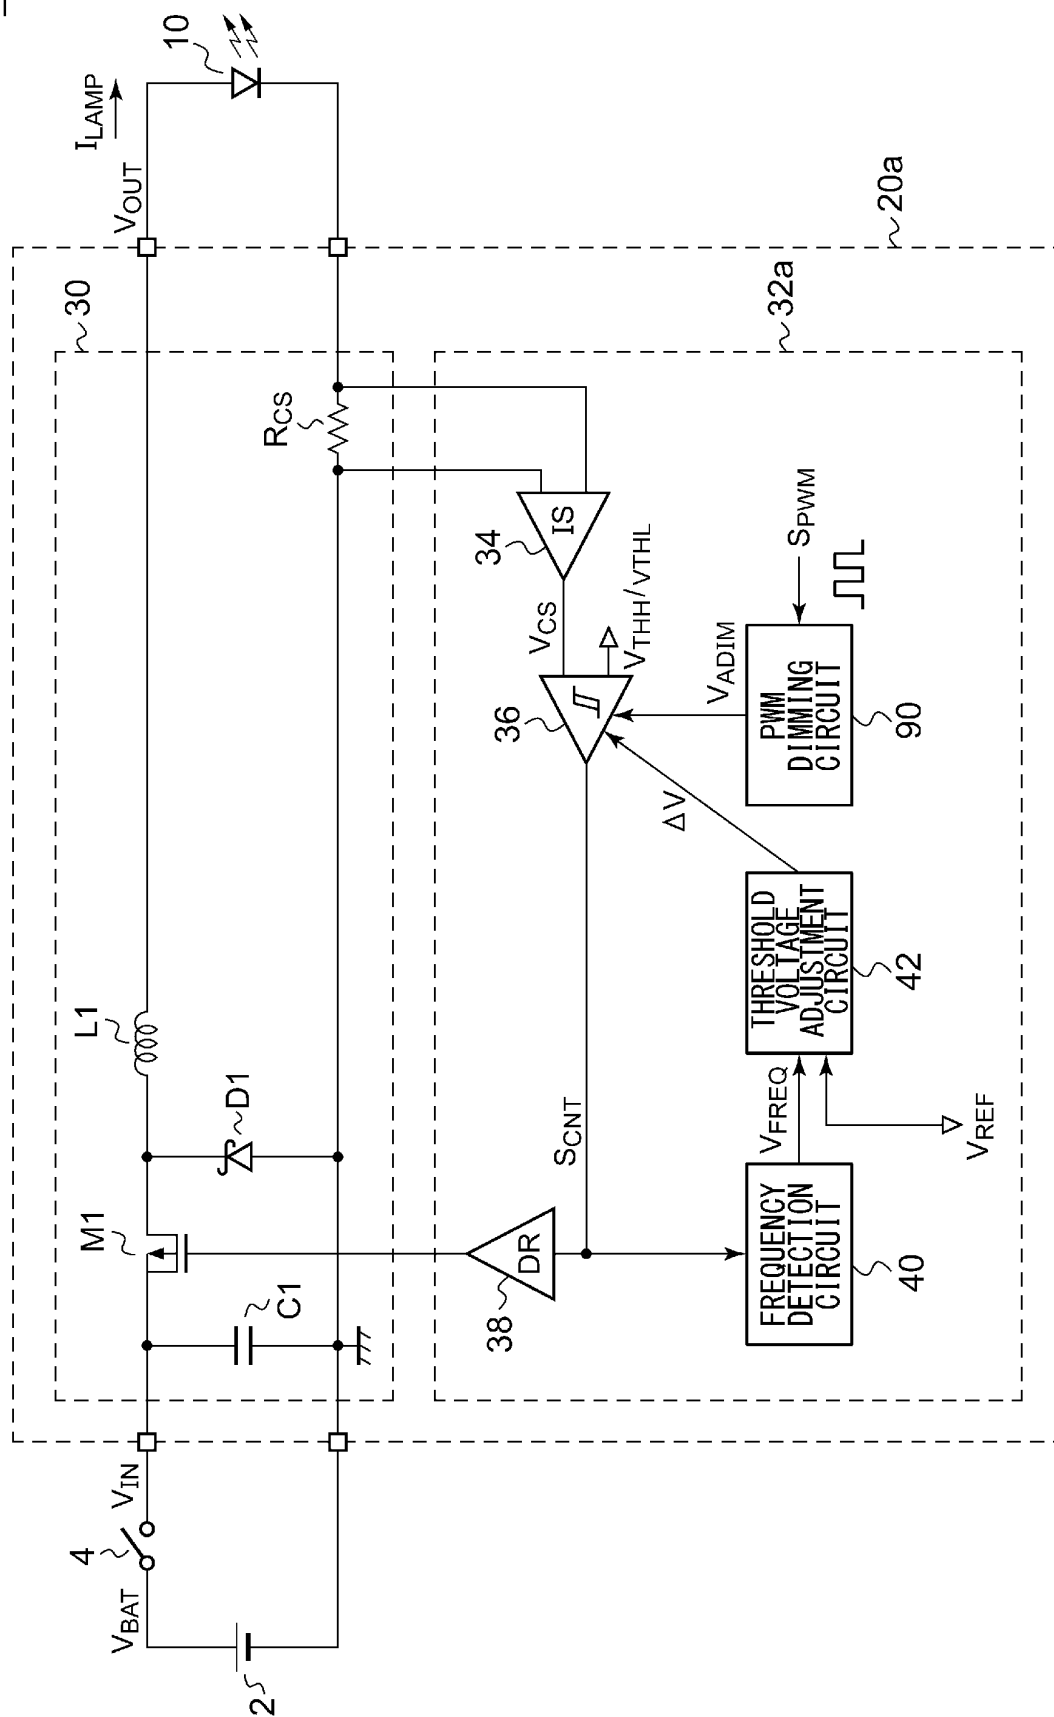 10
I_LAMP
V_OUT
20a
30
32a
R_CS
S_PWM
34
IS
V_CS
V_THH/V_THL
36
V_ADIM
PWM
DIMMING
CIRCUIT
90
ΔV
THRESHOLD
VOLTAGE
ADJUSTMENT
CIRCUIT
42
L1
D1
S_CNT
V_FREQ
V_REF
M1
DR
C1
38
FREQUENCY
DETECTION
CIRCUIT
40
V_IN
4
V_BAT
2